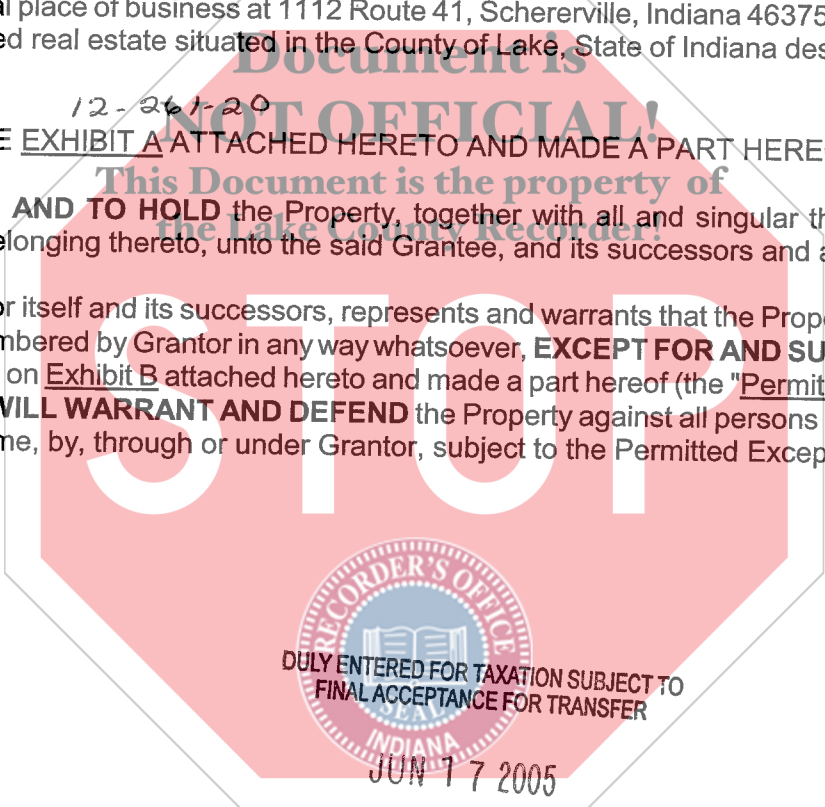 l place of business at 1112 Route 41, Schererville, Indiana 46375
ed real estate situated in the County of Lake, State of Indiana des
Document is
12-261-20
NOT OFFICIAL!
E EXHIBIT A ATTACHED HERETO AND MADE A PART HERE
This Document is the property of
AND TO HOLD the Property, together with all and singular th
the Lake County Recorder!
elonging thereto, unto the said Grantee, and its successors and a
or itself and its successors, represents and warrants that the Prope
mbered by Grantor in any way whatsoever, EXCEPT FOR AND SU
on Exhibit B attached hereto and made a part hereof (the "Permit
WILL WARRANT AND DEFEND the Property against all persons
me, by, through or under Grantor, subject to the Permitted Excep
STOP
RECORDER'S OFFICE
SEAL
INDIANA
DULY ENTERED FOR TAXATION SUBJECT TO
FINAL ACCEPTANCE FOR TRANSFER
JUN 17 2005